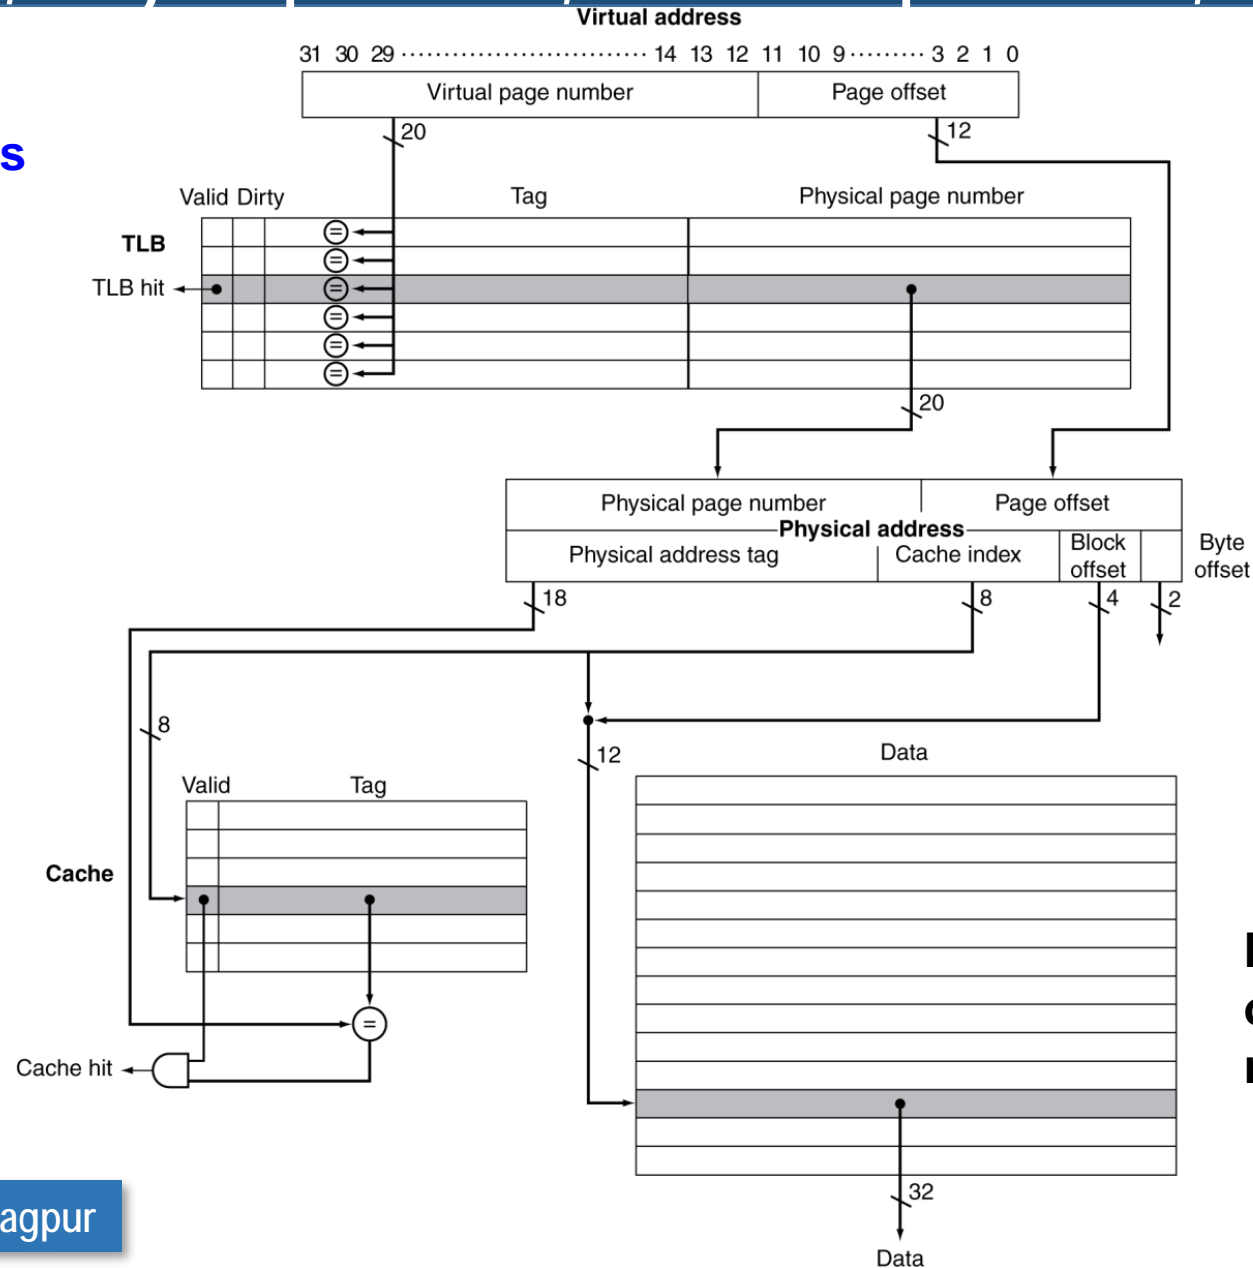 Virtual address
31 30 29 ........................... 14 13 12 11 10 9 ......... 3 2 1 0
Virtual page number Page offset
20 12
s
Valid Dirty Tag Physical page number
=
TLB
=
TLB hit =
=
=
=
20
Physical page number Page offset
Physical address
Physical address tag Cache index Block offset Byte offset
18 8 4 2
8
12
Data
Valid Tag
Cache
=
Cache hit
32
Data
agpur